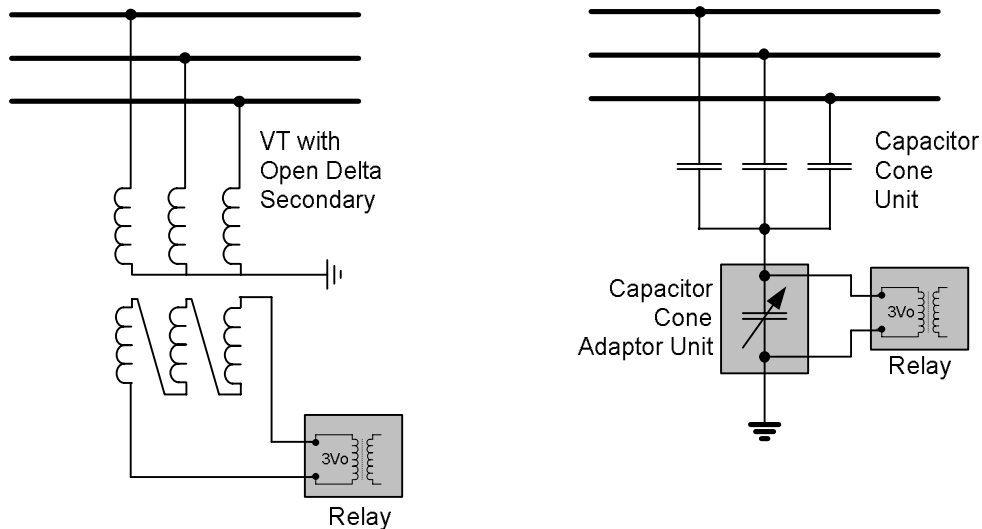 VT with
Open Delta
Secondary
3Vo
Relay
Capacitor
Cone
Unit
Capacitor
Cone
Adaptor Unit
3Vo
Relay